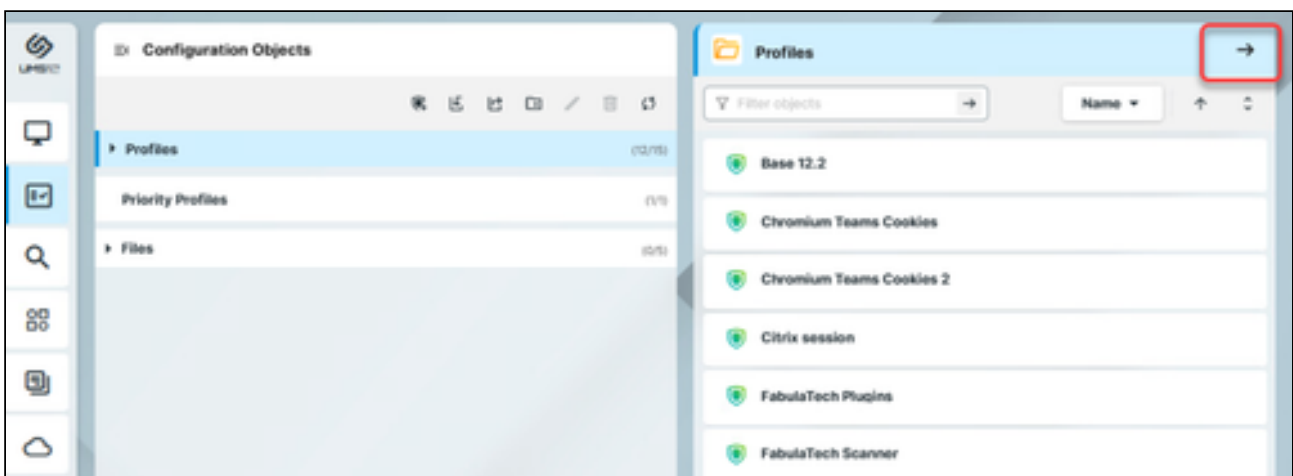 UMS12
Configuration Objects
Profiles (12/15)
Priority Profiles (1/1)
Files (0/5)
Profiles
Filter objects
Name
Base 12.2
Chromium Teams Cookies
Chromium Teams Cookies 2
Citrix session
FabulaTech Plugins
FabulaTech Scanner